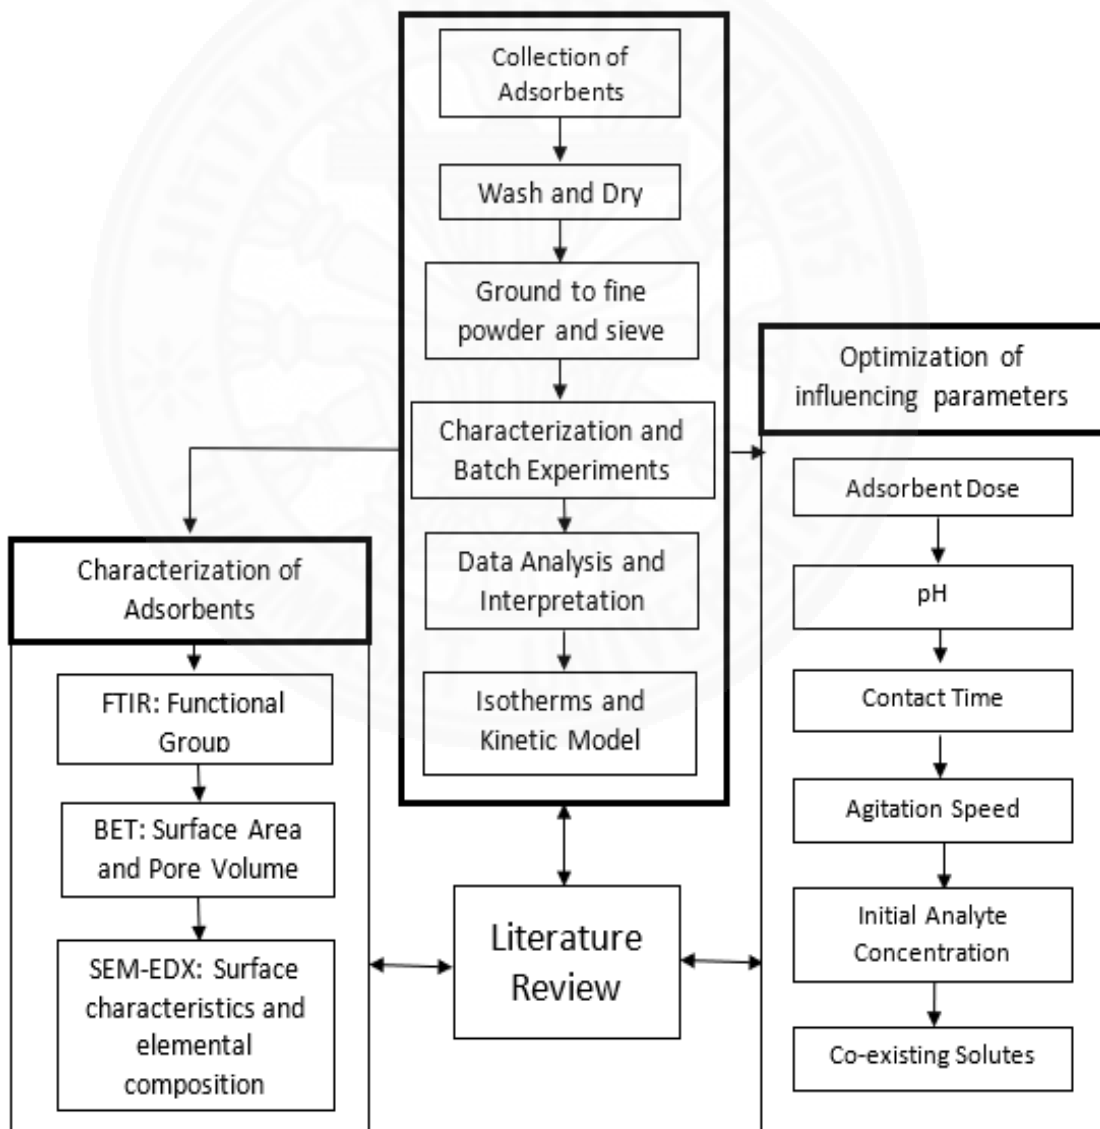 Collection of
Adsorbents
Wash and Dry
Ground to fine
powder and sieve
Characterization and
Batch Experiments
Data Analysis and
Interpretation
Isotherms and
Kinetic Model
Characterization of
Adsorbents
FTIR: Functional
Group
BET: Surface Area
and Pore Volume
SEM-EDX: Surface
characteristics and
elemental
composition
Literature
Review
Optimization of
influencing parameters
Adsorbent Dose
pH
Contact Time
Agitation Speed
Initial Analyte
Concentration
Co-existing Solutes